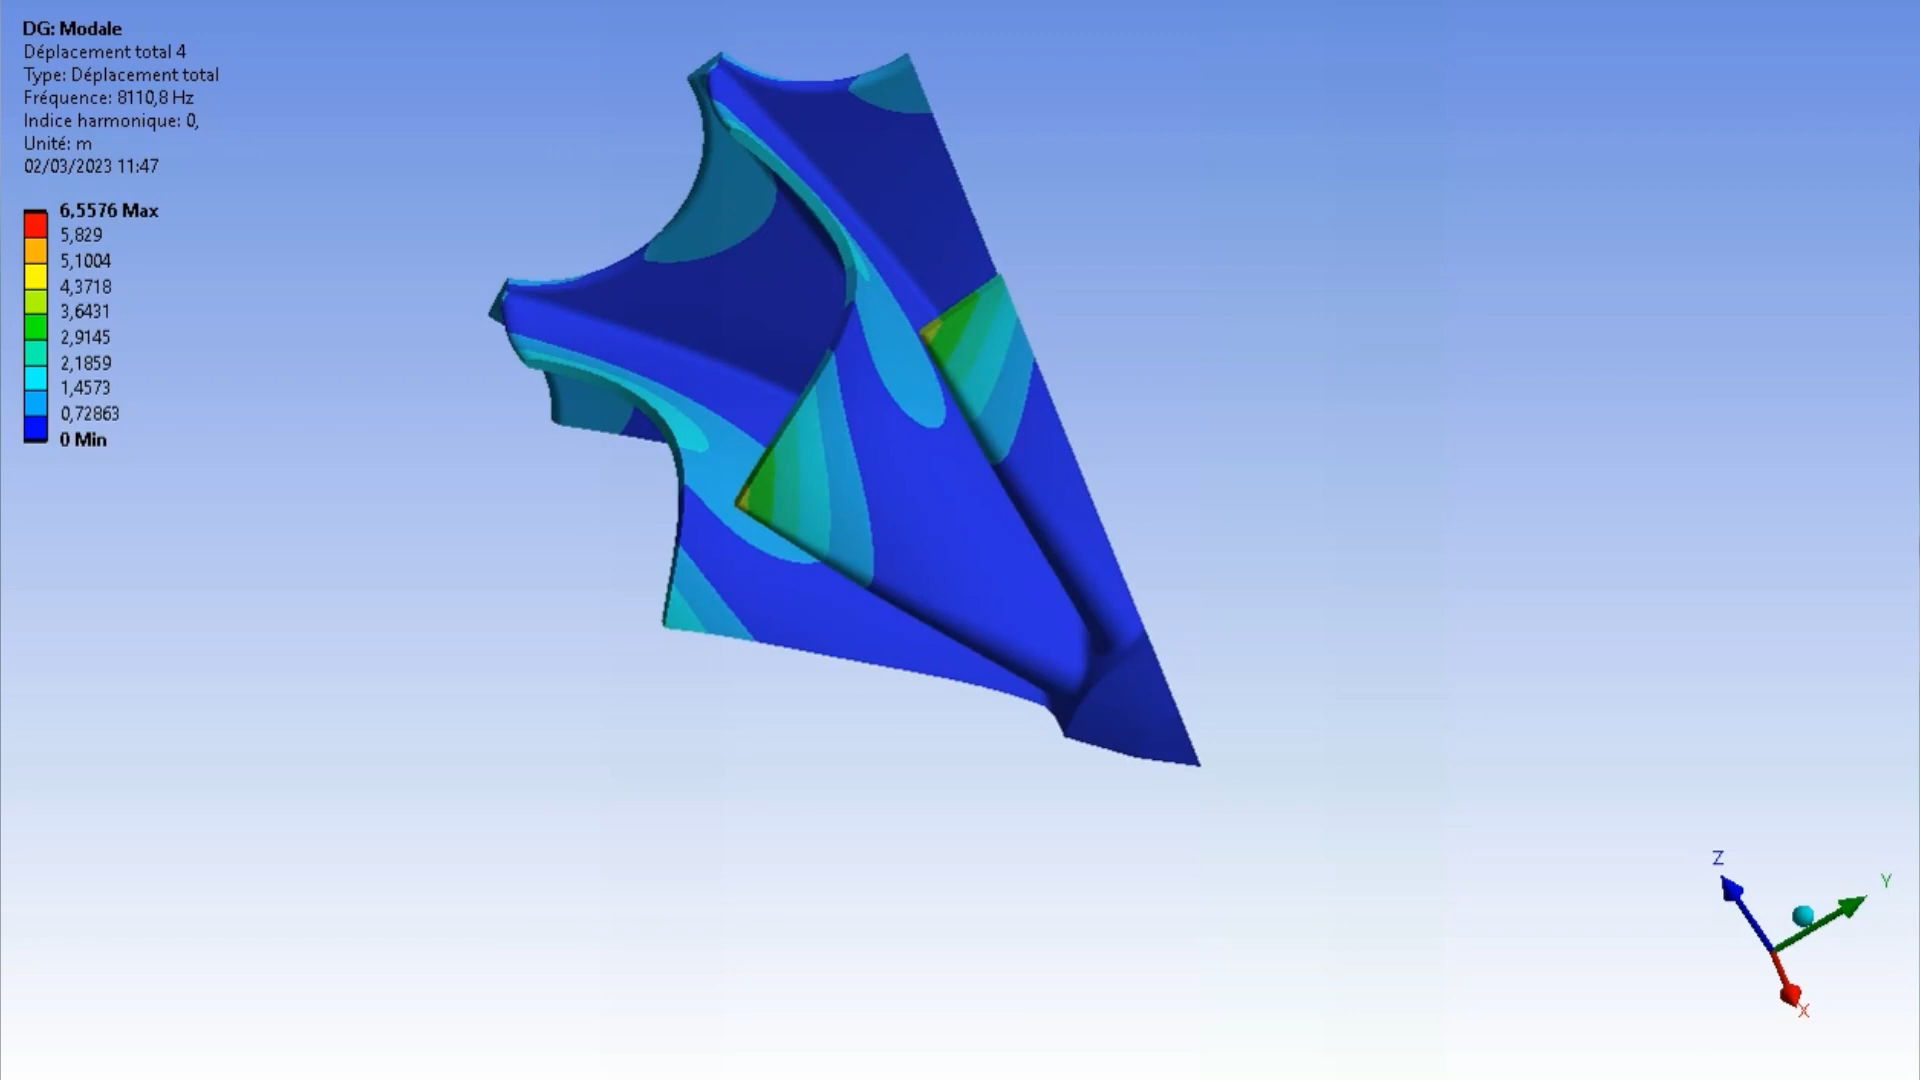 DG: Modale
Déplacement total 4
Type: Déplacement total
Fréquence: 8110,8 Hz
Indice harmonique: 0,
Unité: m
02/03/2023 11:47
6,5576 Max
5,829
5,1004
4,3718
3,6431
2,9145
2,1859
1,4573
0,72863
0 Min
Z
Y
X